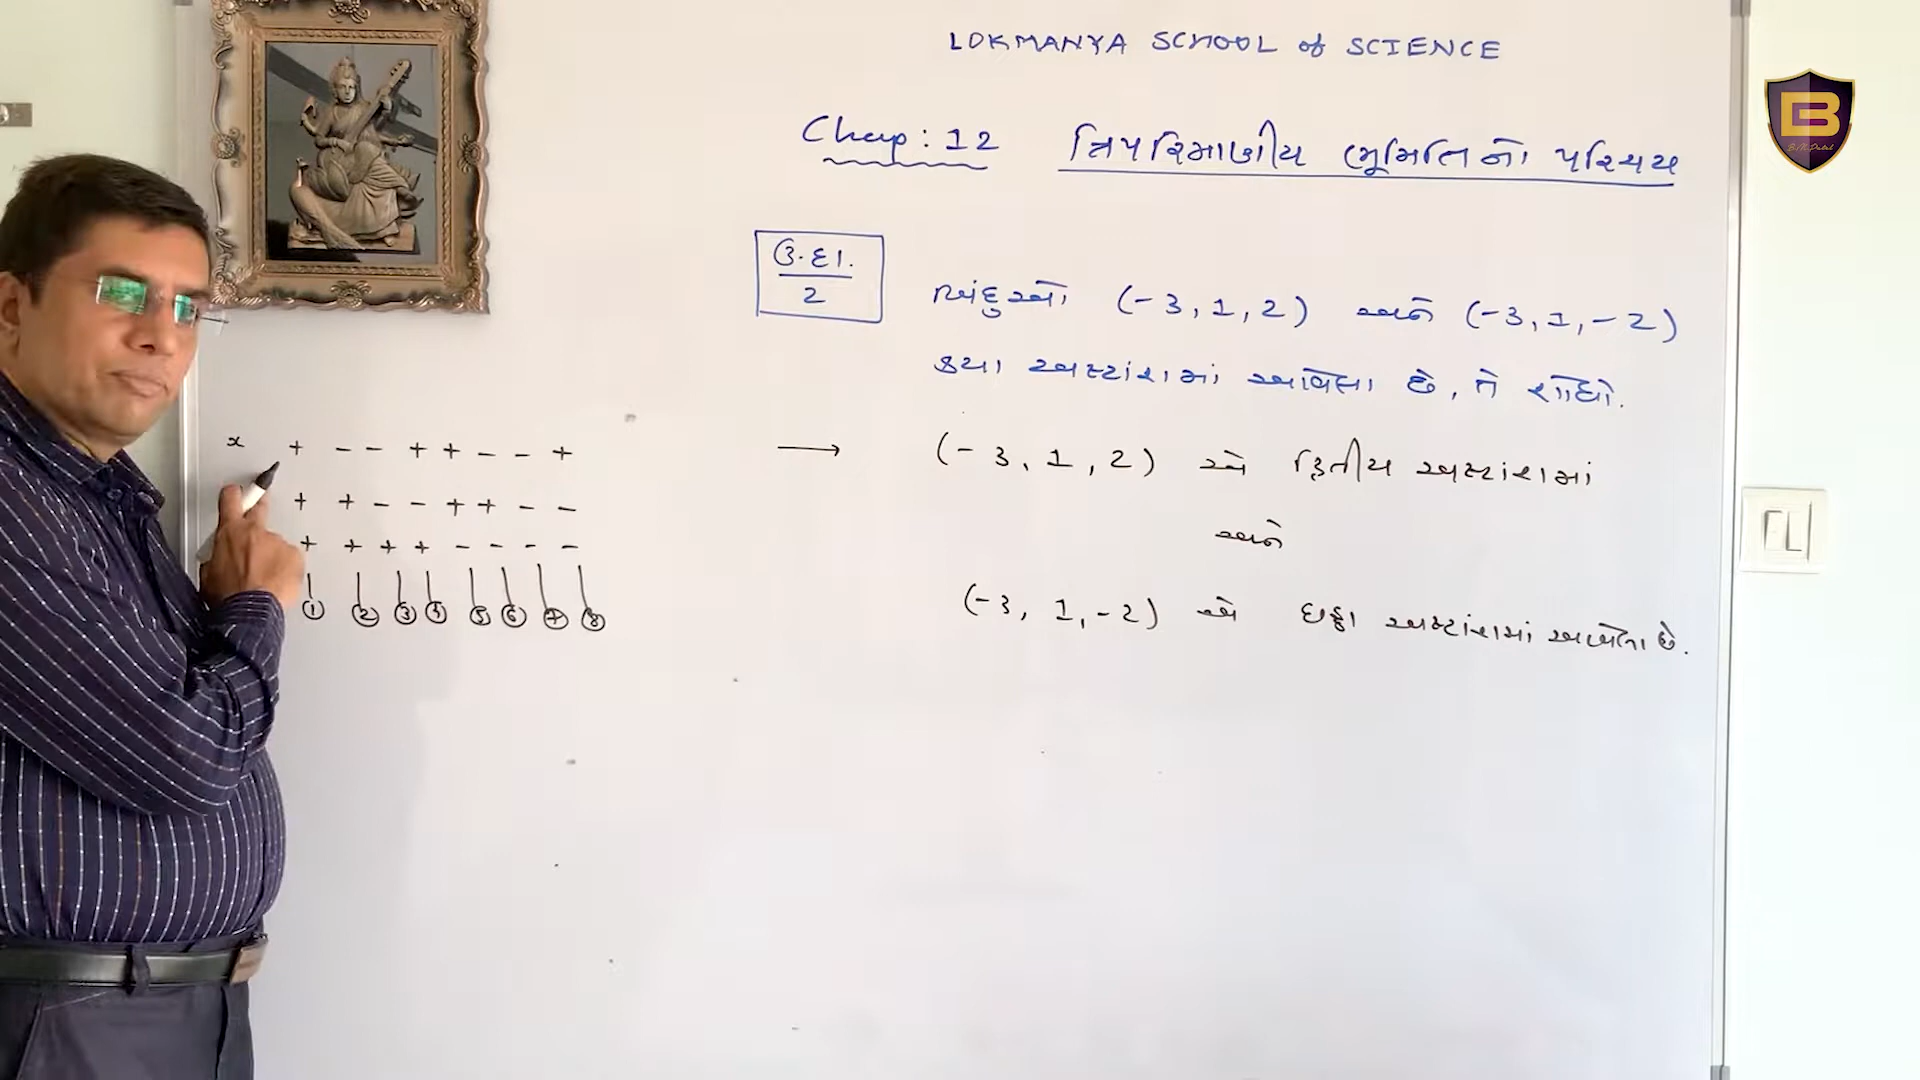 LOKMANYA SCHOOL of SCIENCE
Chap : 12 ત્રિપરિમાણીય ભૂમિતિનો પરિચય
ઉ.દા. 2
બિંદુઓ (-3, 1, 2) અને (-3, 1, -2)
કયા અષ્ટાંશમાં આવેલા છે, તે શોધો.
x + - - + + - - +
+ + - - + + - -
+ + + + - - - -
1 2 3 4 5 6 7 8
→ (-3, 1, 2) એ દ્વિતીય અષ્ટાંશમાં
અને
(-3, 1, -2) એ છઠ્ઠા અષ્ટાંશમાં આવેલા છે.
B
B.N.Patel